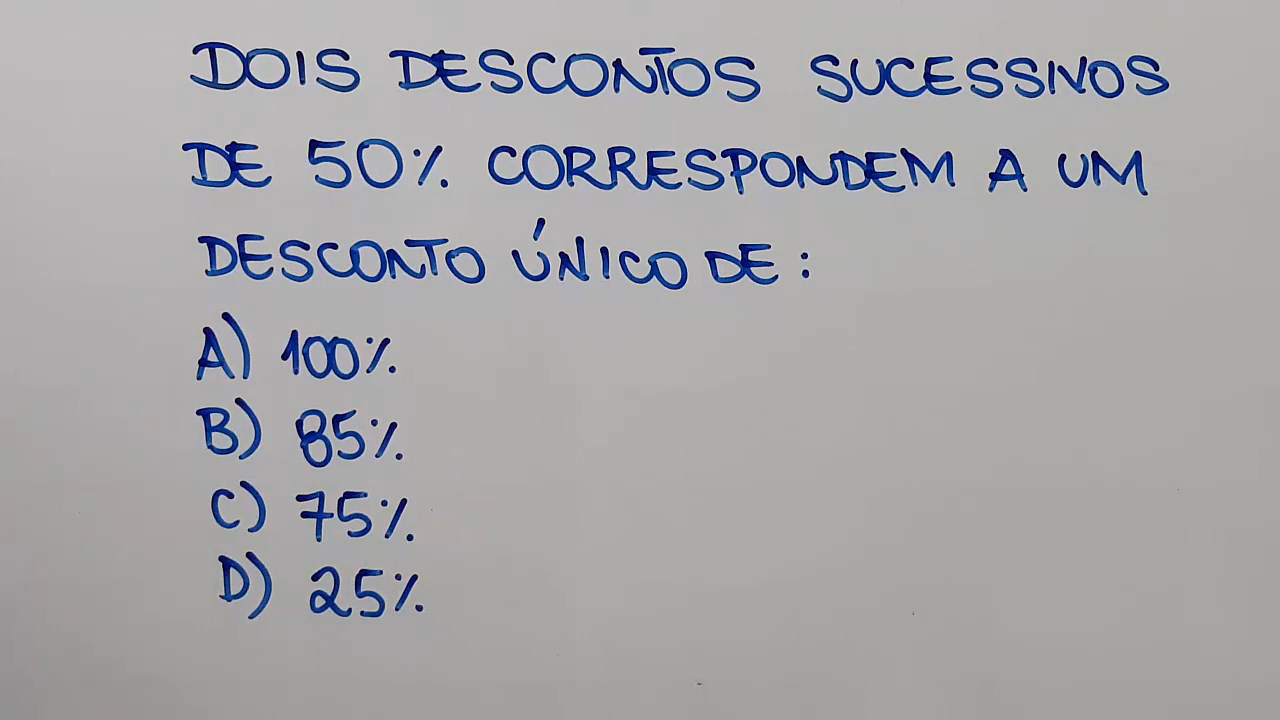 DOIS DESCONTOS SUCESSIVOS
DE 50% CORRESPONDEM A UM
DESCONTO ÚNICO DE:
A) 100%
B) 85%
C) 75%
D) 25%